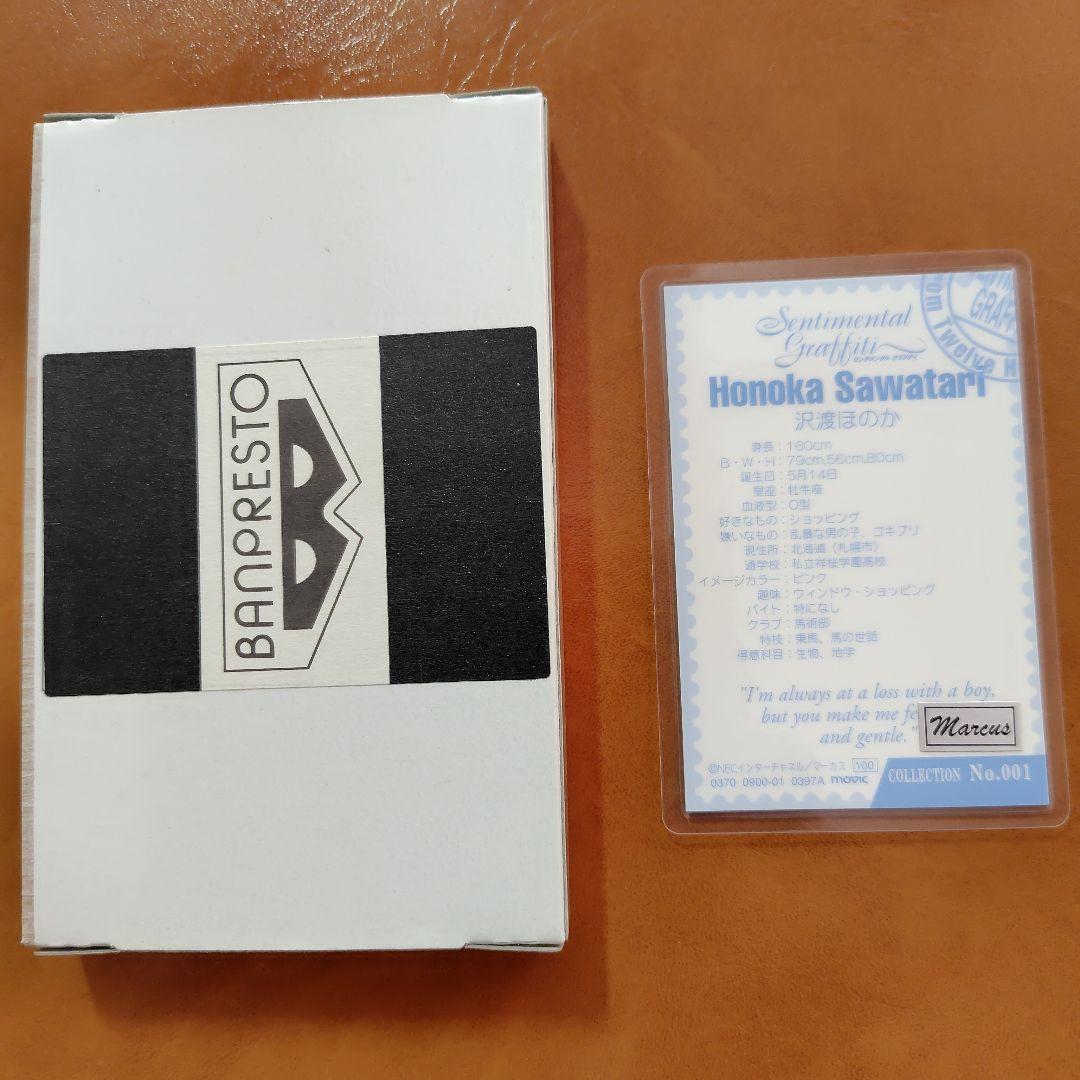 BANPRESTO
Sentimental
Graffiti
センチメンタル グラフティ
Twelve
Honoka Sawatari
沢渡ほのか
身長：160cm
B・W・H：79cm,56cm,80cm
誕生日：5月14日
星座：牡牛座
血液型：O型
好きなもの：ショッピング
嫌いなもの：乱暴な男の子、ゴキブリ
現住所：北海道（札幌市）
通学校：私立祥桜学園高校
イメージカラー：ピンク
趣味：ウィンドウ・ショッピング
バイト：特になし
クラブ：馬術部
特技：乗馬、馬の世話
得意科目：生物、地学
"I'm always at a loss with a boy,
but you make me
and gentle."
Marcus
©NECインターチャネル／マーカス 100
0370 0900-01 0397A movic
COLLECTION No.001